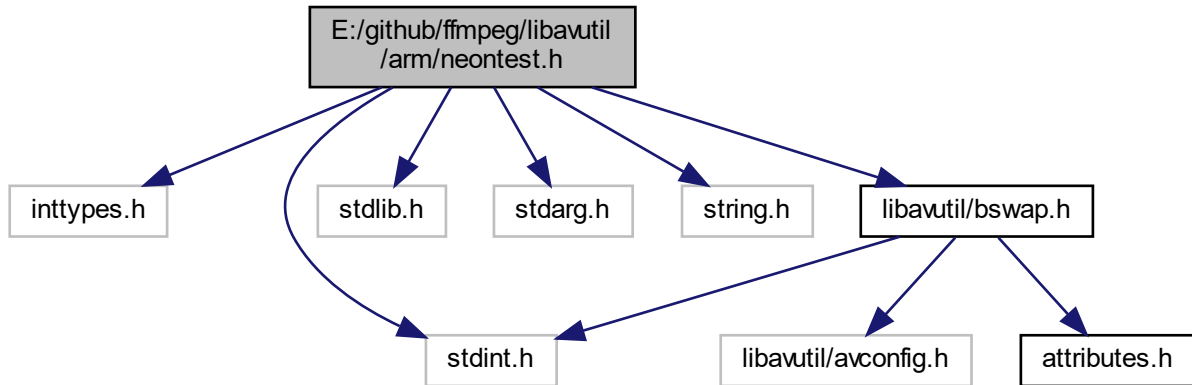 E:/github/ffmpeg/libavutil
/arm/neontest.h
inttypes.h
stdlib.h
stdarg.h
string.h
libavutil/bswap.h
stdint.h
libavutil/avconfig.h
attributes.h